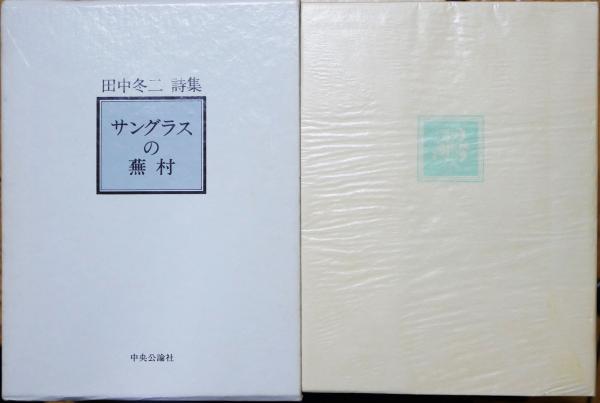 田中冬二 詩集
サングラス
の
蕪村
中央公論社